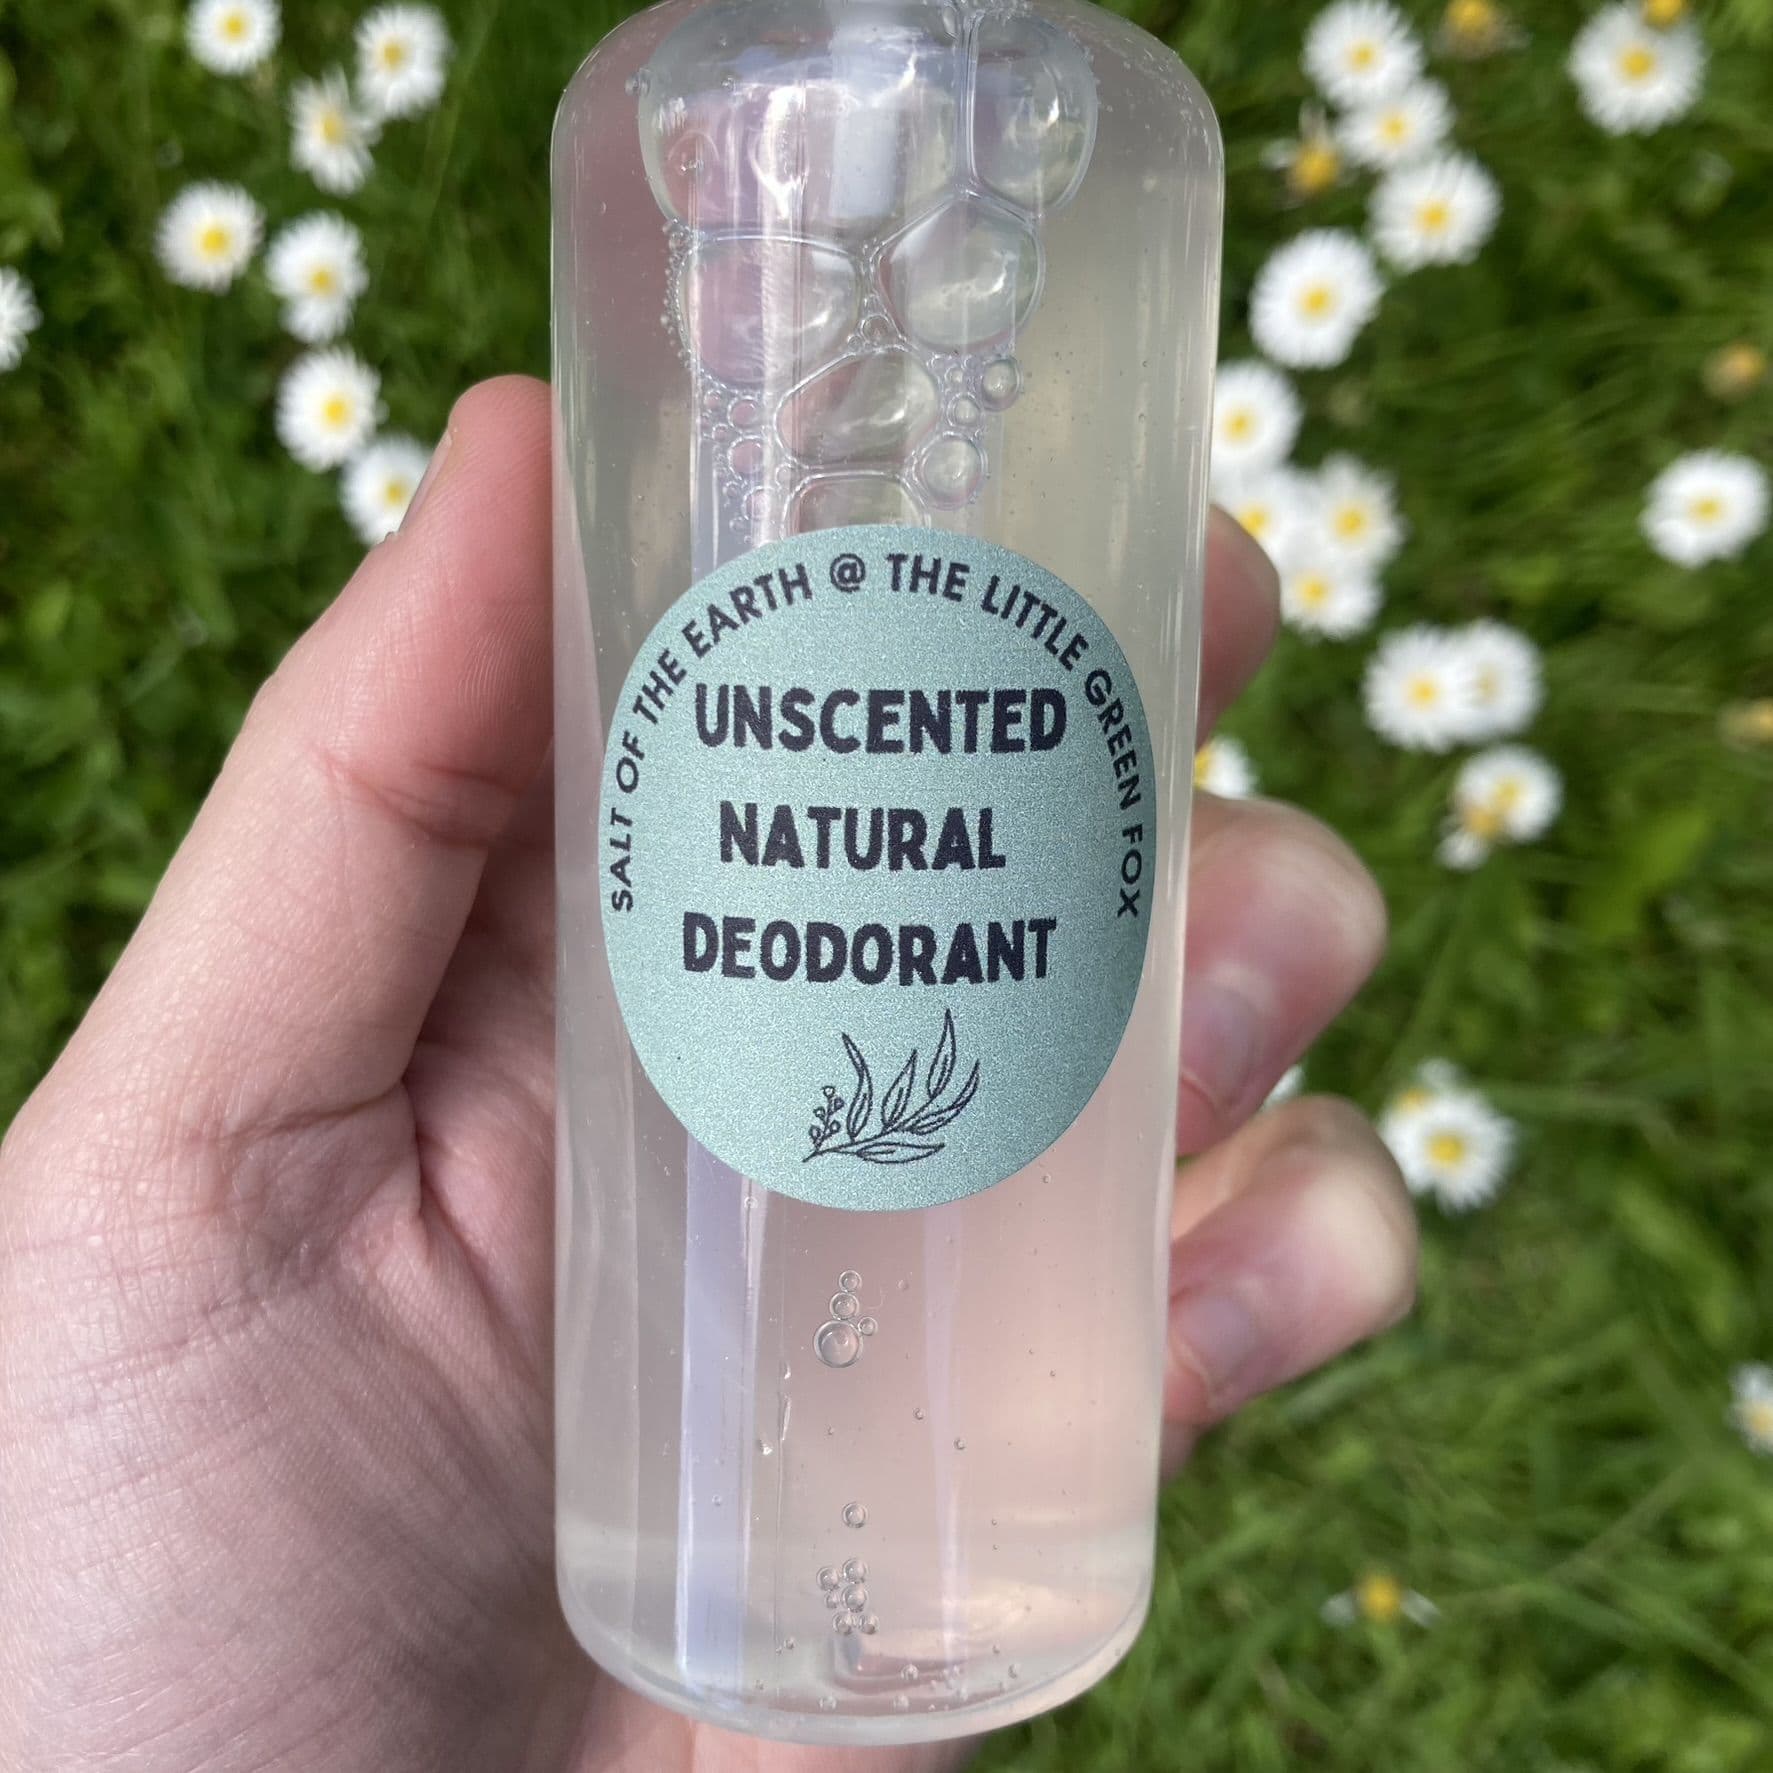 SALT OF THE EARTH @ THE LITTLE GREEN FOX
UNSCENTED
NATURAL
DEODORANT